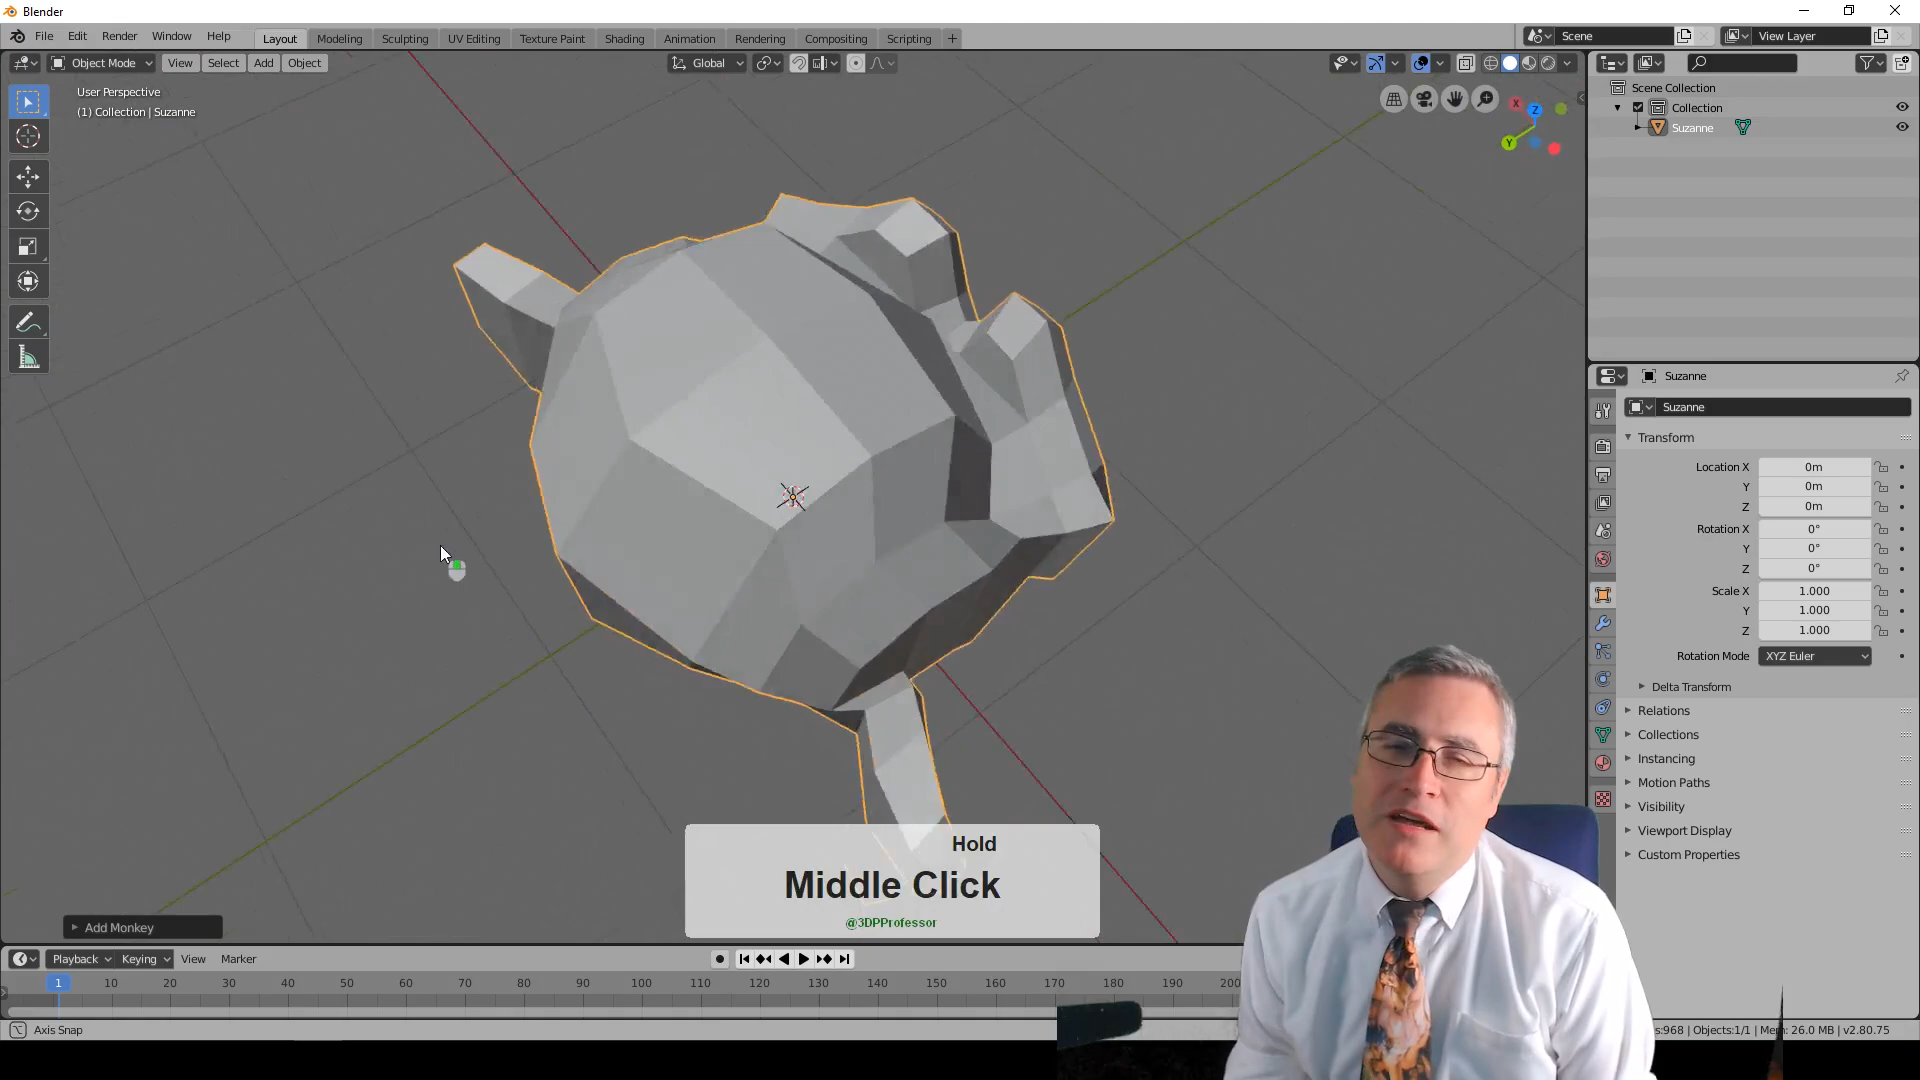 Blender
File Edit Render Window Help
Layout Modeling Sculpting UV Editing Texture Paint Shading Animation Rendering Compositing Scripting +
Scene
View Layer
Object Mode View Select Add Object
Global
User Perspective
(1) Collection | Suzanne
X
Z
Y
Scene Collection
Collection
Suzanne
Suzanne
Suzanne
Transform
Location X 0m
Y 0m
Z 0m
Rotation X 0°
Y 0°
Z 0°
Scale X 1.000
Y 1.000
Z 1.000
Rotation Mode XYZ Euler
Delta Transform
Relations
Collections
Instancing
Motion Paths
Visibility
Viewport Display
Custom Properties
Hold
Middle Click
@3DPProfessor
Add Monkey
Playback Keying View Marker
1 10 20 30 40 50 60 70 80 90 100 110 120 130 140 150 160 170 180 190 200
Axis Snap
s:968 | Objects:1/1 | Mem: 26.0 MB | v2.80.75